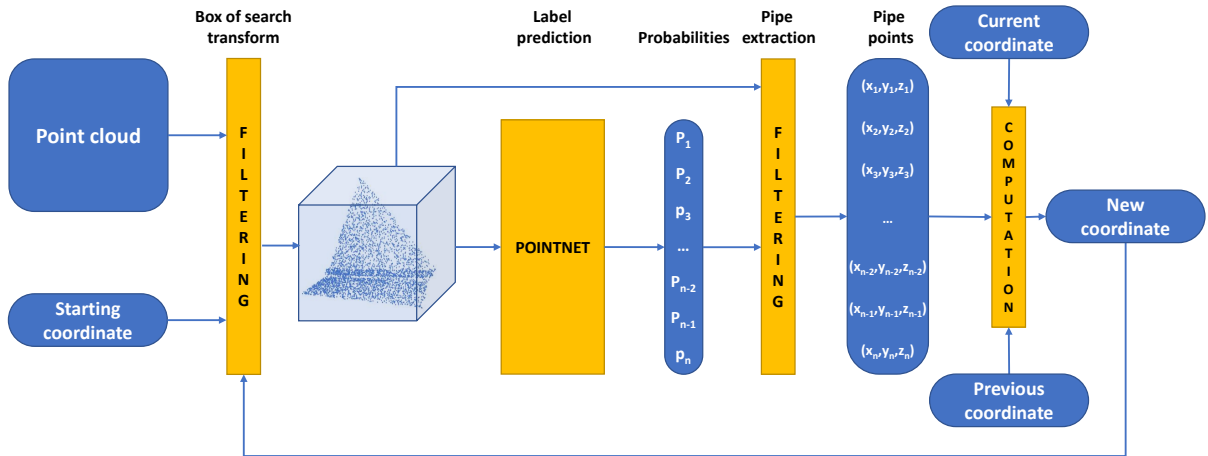 Box of search
transform
Label
prediction
Probabilities
Pipe
extraction
Pipe
points
Current
coordinate
Point cloud
Starting
coordinate
FILTERING
POINTNET
P₁
P₂
p₃
...
Pₙ₋₂
Pₙ₋₁
pₙ
FILTERING
(x₁,y₁,z₁)
(x₂,y₂,z₂)
(x₃,y₃,z₃)
...
(xₙ₋₂,yₙ₋₂,zₙ₋₂)
(xₙ₋₁,yₙ₋₁,zₙ₋₁)
(xₙ,yₙ,zₙ)
COMPUTATION
New
coordinate
Previous
coordinate